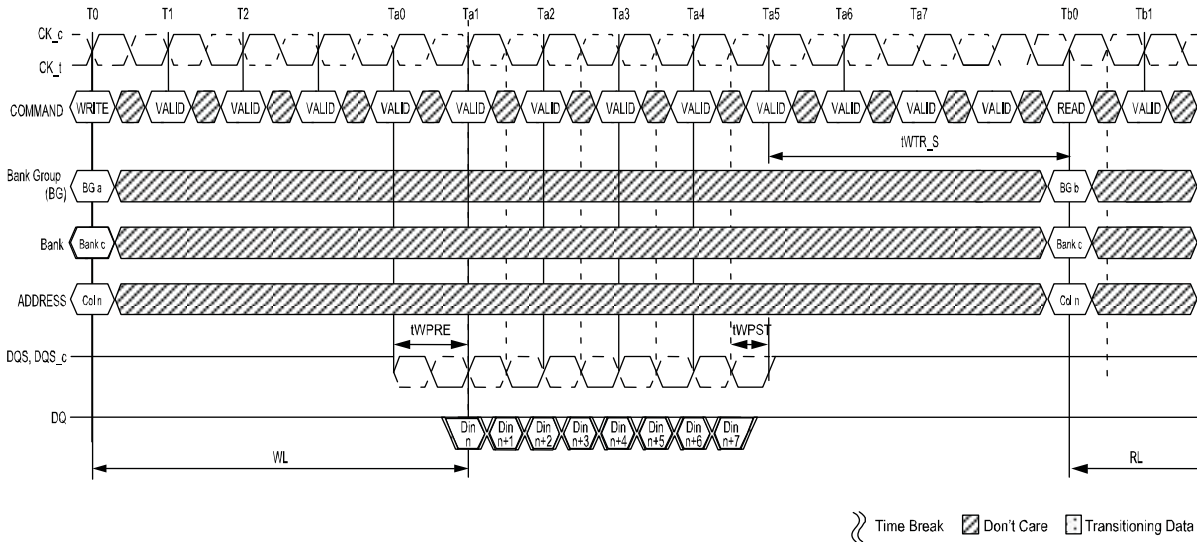 T0 T1 T2 Ta0 Ta1 Ta2 Ta3 Ta4 Ta5 Ta6 Ta7 Tb0 Tb1
CK_c
CK_t
COMMAND WRITE VALID VALID VALID VALID VALID VALID VALID VALID VALID VALID VALID VALID READ VALID
tWTR_S
Bank Group
(BG)
BG a BG b
Bank Bank c Bank c
ADDRESS Col n Col n
tWPRE tWPST
DQS, DQS_c
DQ
Din Din Din Din Din Din Din Din
n n+1 n+2 n+3 n+4 n+5 n+6 n+7
WL RL
Time Break Don't Care Transitioning Data